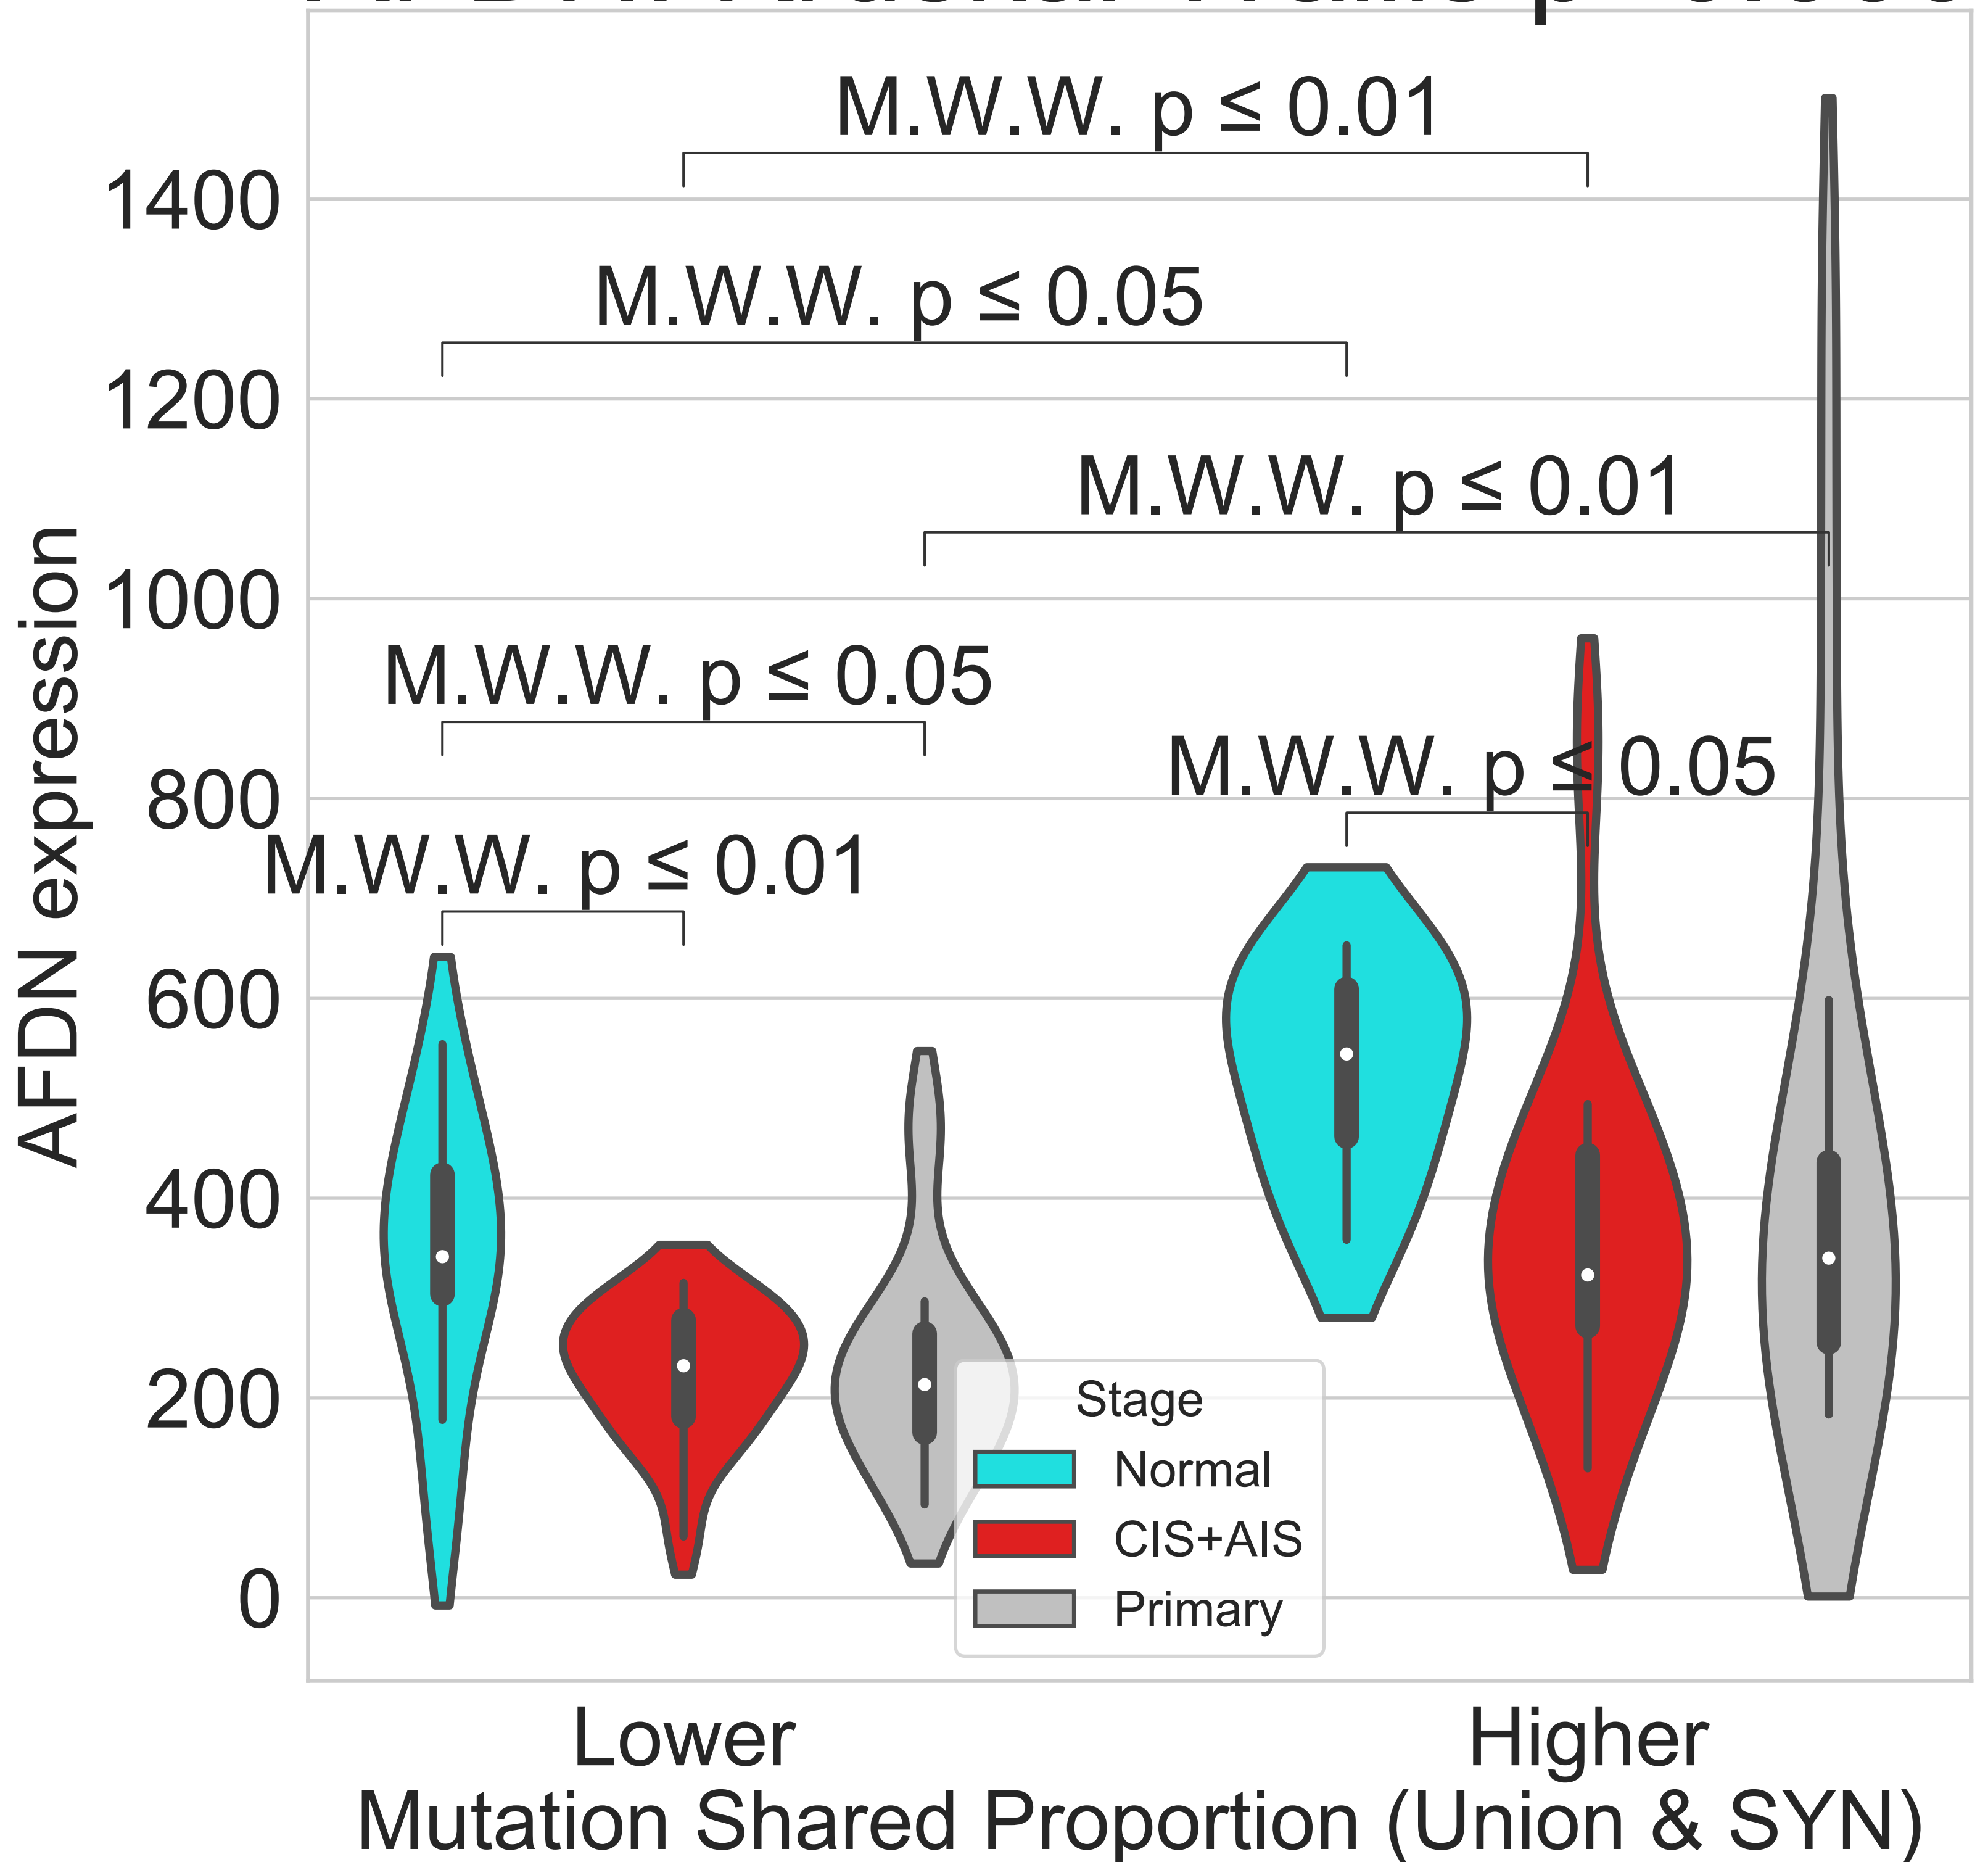 M.W.W. p ≤ 0.01
1400
M.W.W. p ≤ 0.05
1200
M.W.W. p ≤ 0.01
1000
M.W.W. p ≤ 0.05
M.W.W. p ≤ 0.05
800
M.W.W. p ≤ 0.01
600
400
200
0
AFDN expression
Stage
Normal
CIS+AIS
Primary
Lower
Higher
Mutation Shared Proportion (Union & SYN)